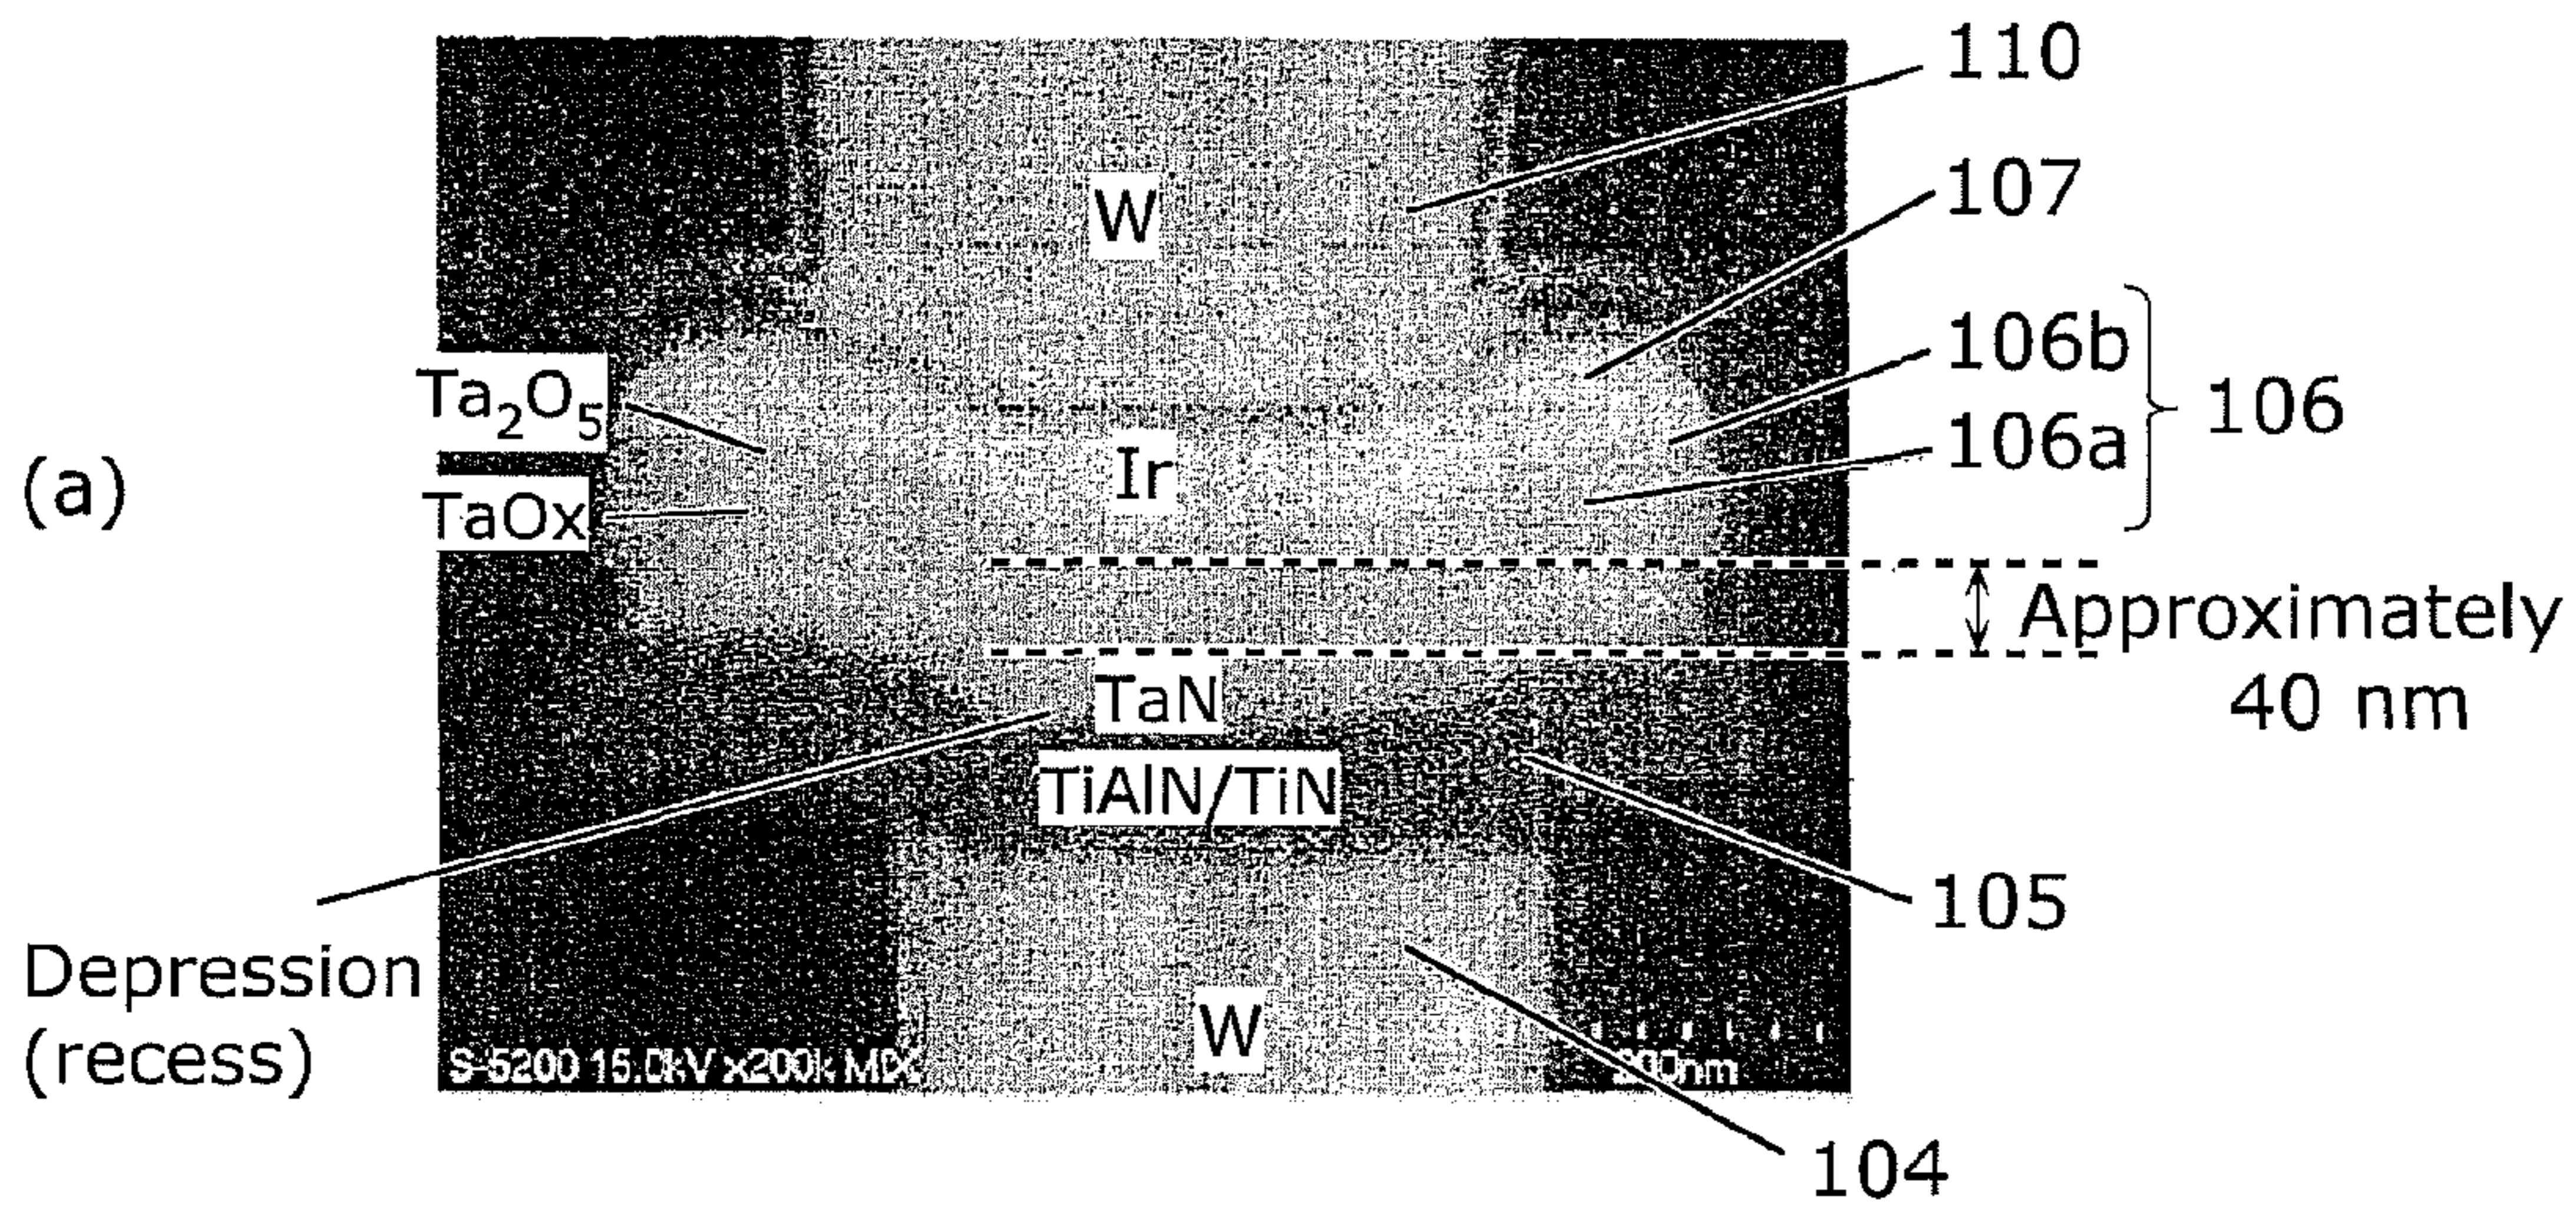 (a)
110
W
107
106b
106
Ta₂O₅
106a
Ir
TaOx
Approximately
40 nm
TaN
TiAlN/TiN
105
Depression
(recess)
W
S-5200 15.0kV x200k
104